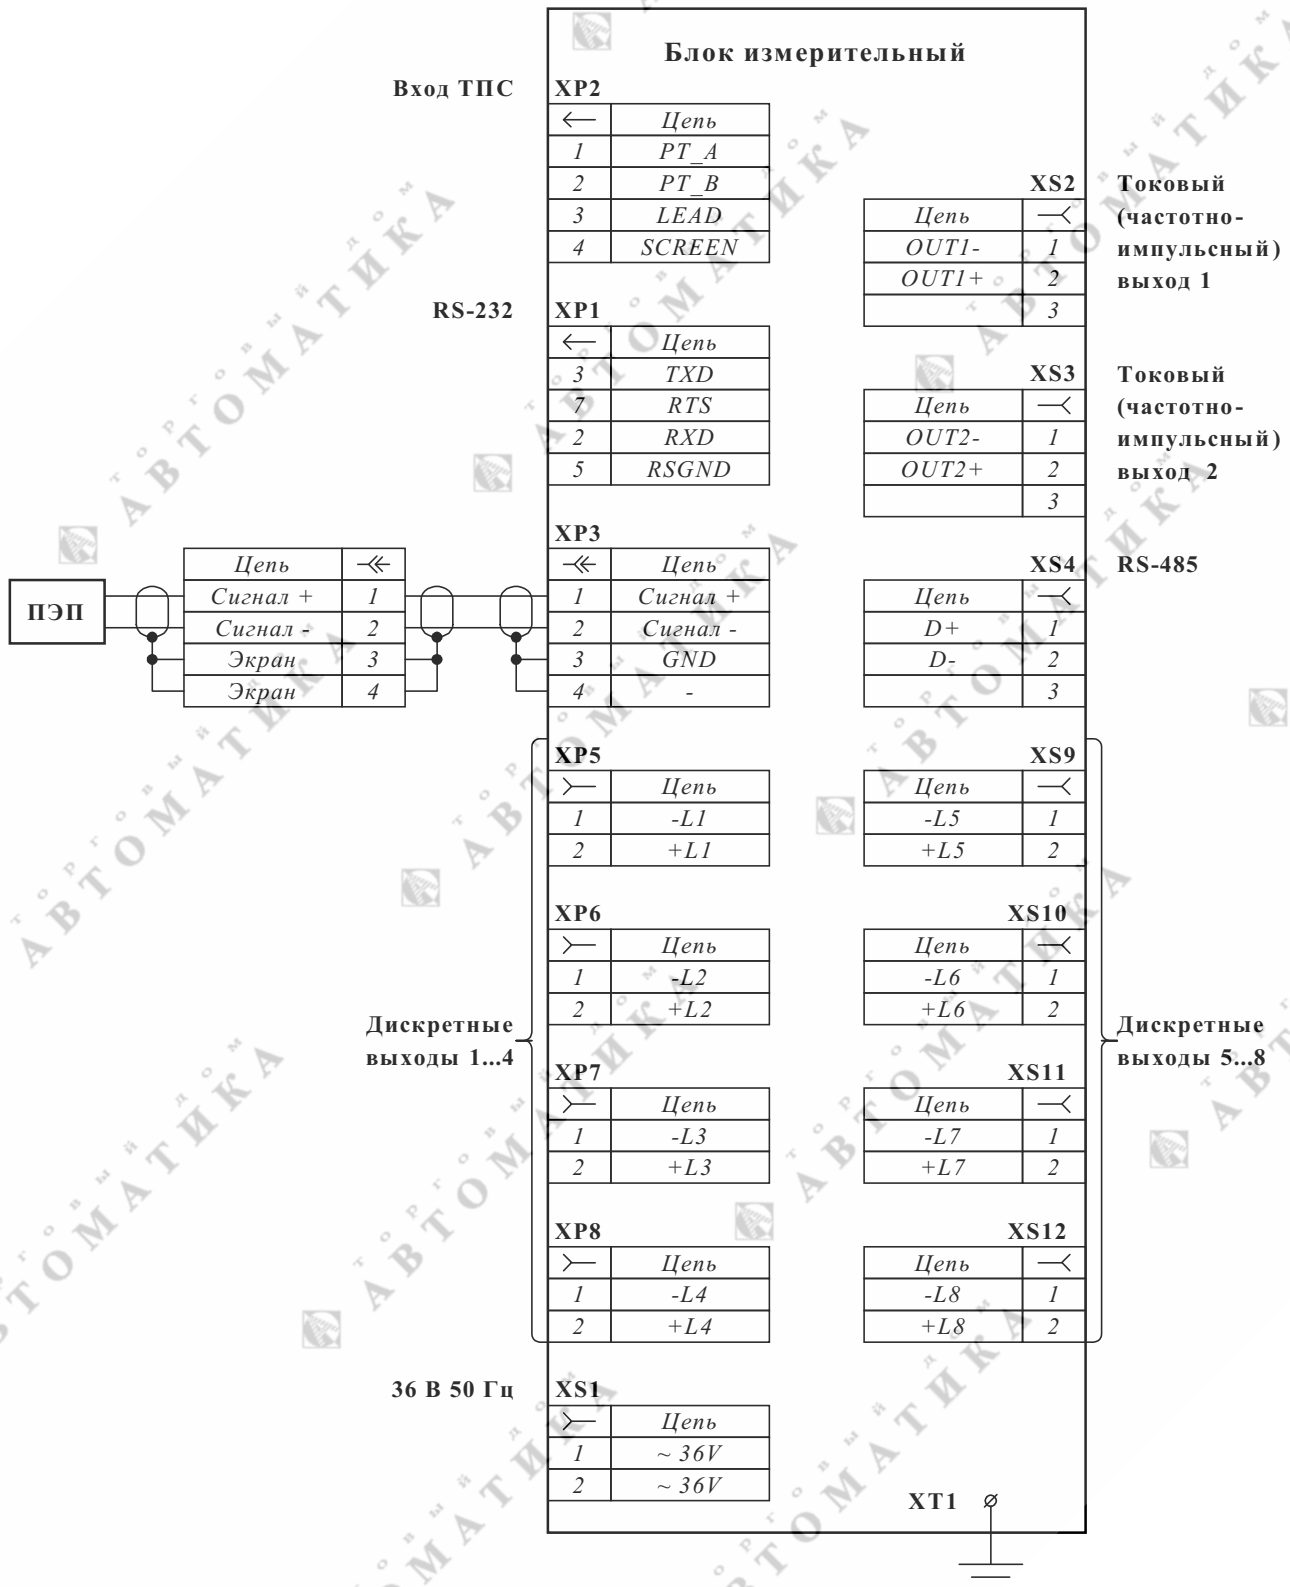 Блок измерительный
Вход ТПС
XP2
Цепь
1 PT_A
2 PT_B
3 LEAD
4 SCREEN
RS-232
XP1
Цепь
3 TXD
7 RTS
2 RXD
5 RSGND
XP3
Цепь
1 Сигнал +
2 Сигнал -
3 GND
4 -
ПЭП
Цепь
Сигнал + 1
Сигнал - 2
Экран 3
Экран 4
Дискретные
выходы 1...4
XP5
Цепь
1 -L1
2 +L1
XP6
Цепь
1 -L2
2 +L2
XP7
Цепь
1 -L3
2 +L3
XP8
Цепь
1 -L4
2 +L4
36 В 50 Гц
XS1
Цепь
1 ~ 36V
2 ~ 36V
XS2
Цепь
OUT1- 1
OUT1+ 2
3
Токовый
(частотно-
импульсный)
выход 1
XS3
Цепь
OUT2- 1
OUT2+ 2
3
Токовый
(частотно-
импульсный)
выход 2
XS4
RS-485
Цепь
D+ 1
D- 2
3
XS9
Цепь
-L5 1
+L5 2
XS10
Цепь
-L6 1
+L6 2
XS11
Цепь
-L7 1
+L7 2
XS12
Цепь
-L8 1
+L8 2
Дискретные
выходы 5...8
XT1
торговый дом
АВТОМАТИКА